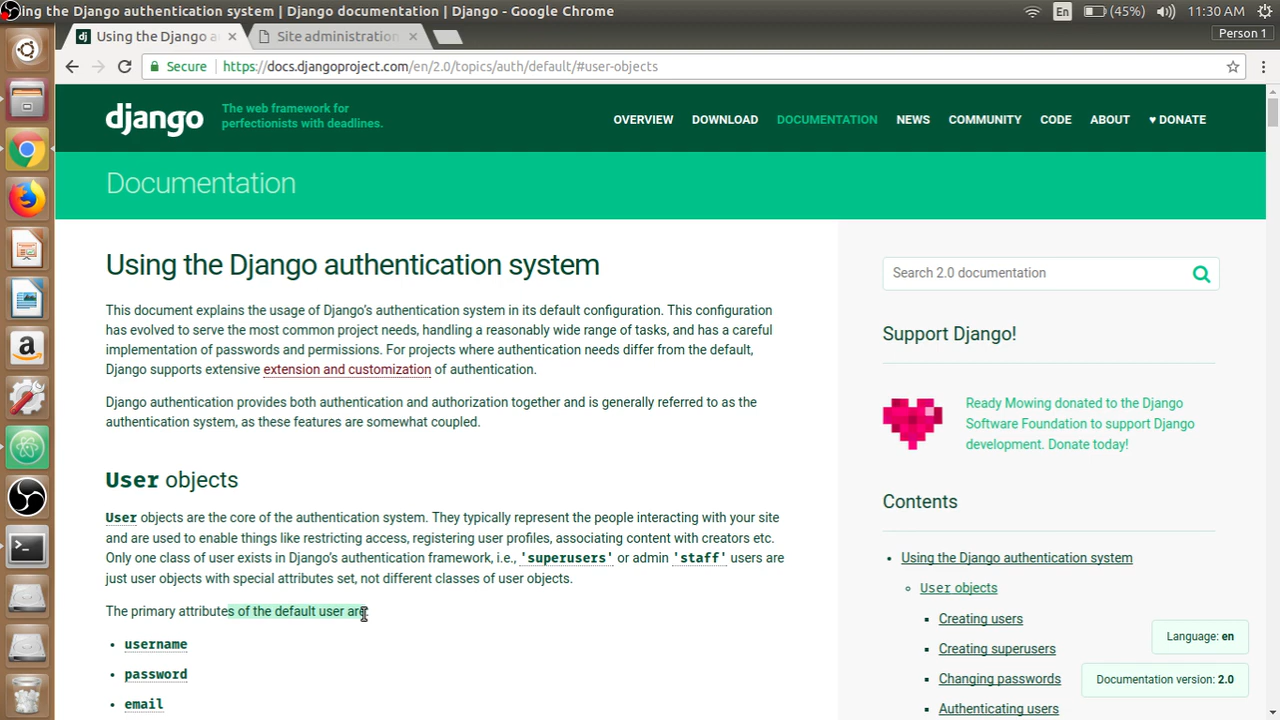 ing the Django authentication system | Django documentation | Django - Google Chrome
En
(45%)
11:30 AM
Using the Django a
Site administration
Person 1
Secure
https://docs.djangoproject.com/en/2.0/topics/auth/default/#user-objects
django
The web framework for
perfectionists with deadlines.
OVERVIEW DOWNLOAD DOCUMENTATION NEWS COMMUNITY CODE ABOUT ♥ DONATE
Documentation
Using the Django authentication system
This document explains the usage of Django's authentication system in its default configuration. This configuration
has evolved to serve the most common project needs, handling a reasonably wide range of tasks, and has a careful
implementation of passwords and permissions. For projects where authentication needs differ from the default,
Django supports extensive extension and customization of authentication.
Django authentication provides both authentication and authorization together and is generally referred to as the
authentication system, as these features are somewhat coupled.
User objects
User objects are the core of the authentication system. They typically represent the people interacting with your site
and are used to enable things like restricting access, registering user profiles, associating content with creators etc.
Only one class of user exists in Django's authentication framework, i.e., 'superusers' or admin 'staff' users are
just user objects with special attributes set, not different classes of user objects.
The primary attributes of the default user are:
• username
• password
• email
Search 2.0 documentation
Support Django!
Ready Mowing donated to the Django
Software Foundation to support Django
development. Donate today!
Contents
• Using the Django authentication system
◦ User objects
▪ Creating users
▪ Creating superusers
▪ Changing passwords
▪ Authenticating users
Language: en
Documentation version: 2.0